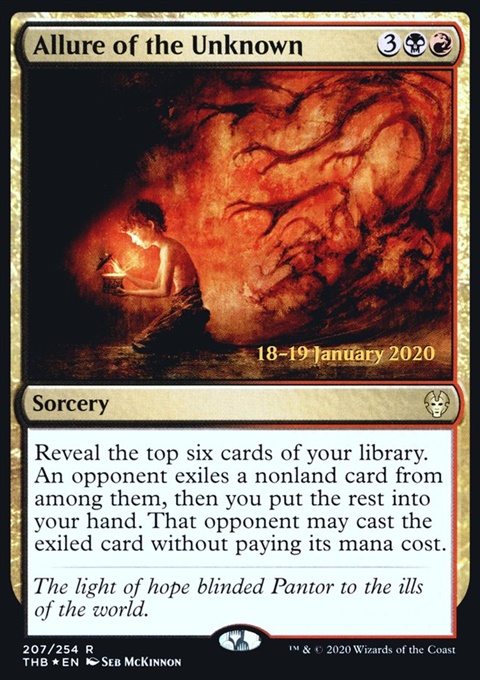 Allure of the Unknown 3
18–19 January 2020
Sorcery
Reveal the top six cards of your library.
An opponent exiles a nonland card from
among them, then you put the rest into
your hand. That opponent may cast the
exiled card without paying its mana cost.
The light of hope blinded Pantor to the ills
of the world.
207/254 R
THB ★ EN Seb McKinnon
™ & © 2020 Wizards of the Coast